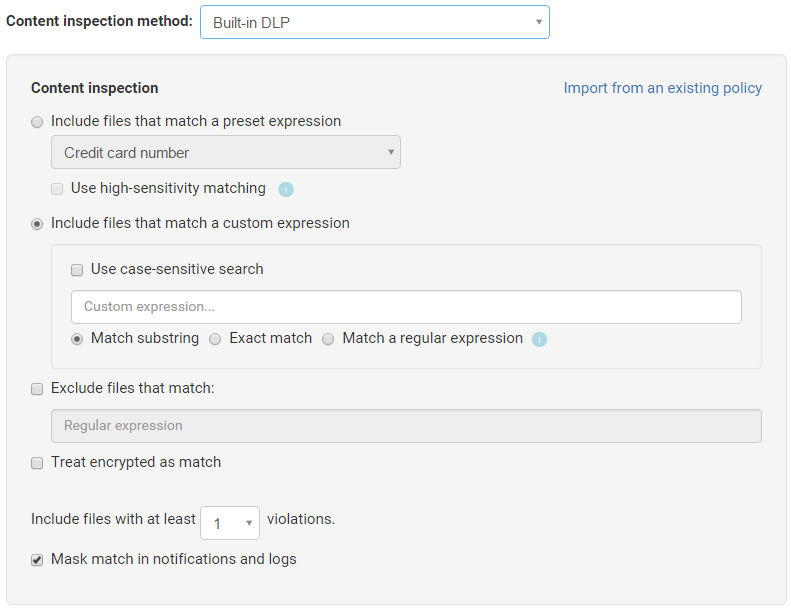 Content inspection method: Built-in DLP
Content inspection Import from an existing policy
Include files that match a preset expression
Credit card number
Use high-sensitivity matching i
Include files that match a custom expression
Use case-sensitive search
Custom expression...
Match substring Exact match Match a regular expression i
Exclude files that match:
Regular expression
Treat encrypted as match
Include files with at least 1 violations.
Mask match in notifications and logs